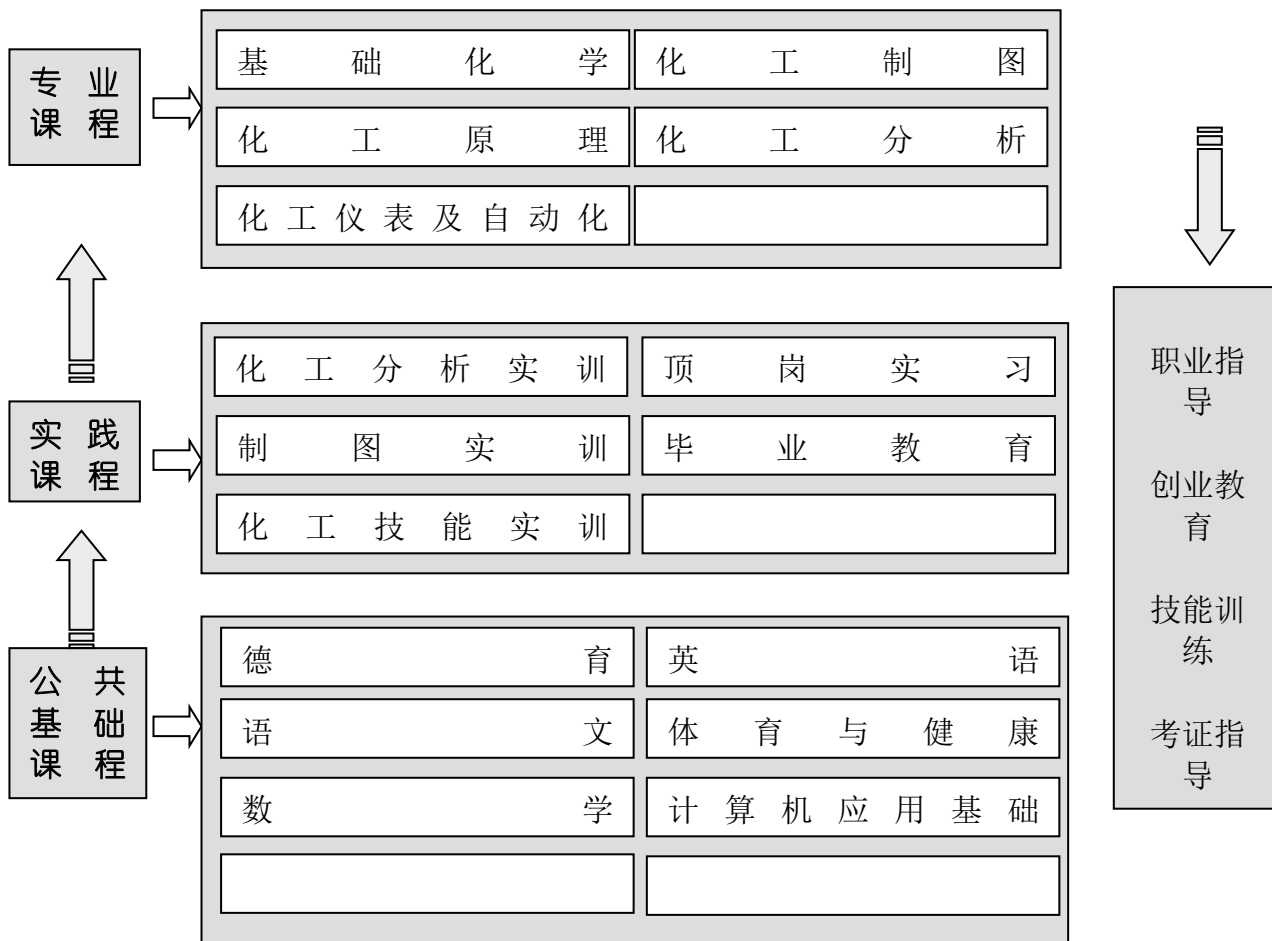 专业
课程
基础化学
化工制图
化工原理
化工分析
化工仪表及自动化
实践
课程
化工分析实训
顶岗实习
制图实训
毕业教育
化工技能实训
公共
基础
课程
德育
英语
语文
体育与健康
数学
计算机应用基础
职业指
导
创业教
育
技能训
练
考证指
导